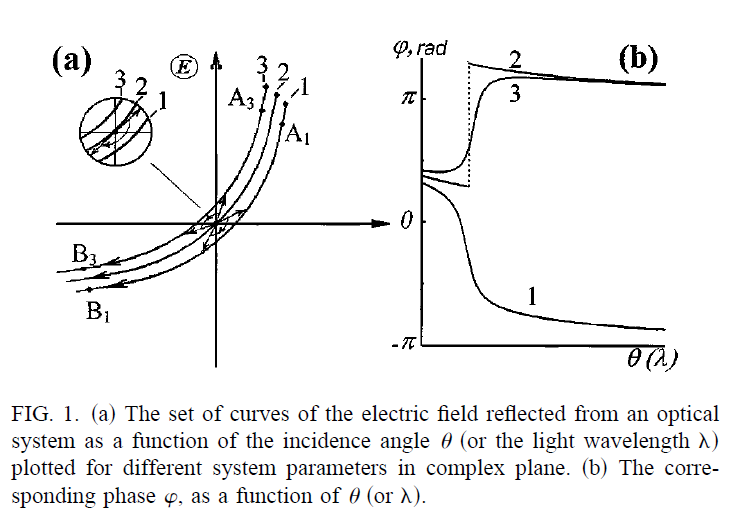 (a)
E
3 2 1
3 2 1
A3
A1
B3
B1
φ, rad
(b)
π
2
3
0
1
-π
θ (λ)
FIG. 1. (a) The set of curves of the electric field reflected from an optical
system as a function of the incidence angle θ (or the light wavelength λ)
plotted for different system parameters in complex plane. (b) The corre-
sponding phase φ, as a function of θ (or λ).